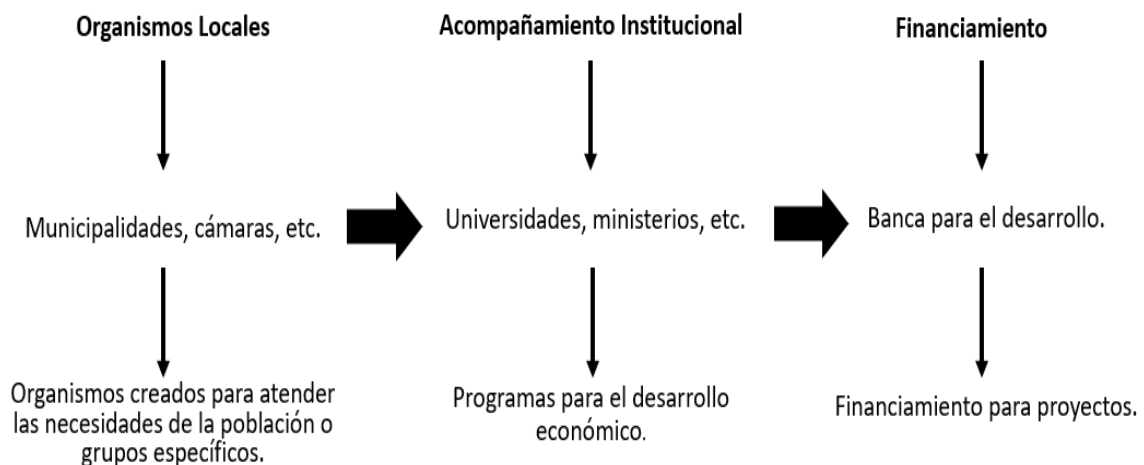 Organismos Locales
Acompañamiento Institucional
Financiamiento
Municipalidades, cámaras, etc.
Universidades, ministerios, etc.
Banca para el desarrollo.
Organismos creados para atender
las necesidades de la población o
grupos específicos.
Programas para el desarrollo
económico.
Financiamiento para proyectos.